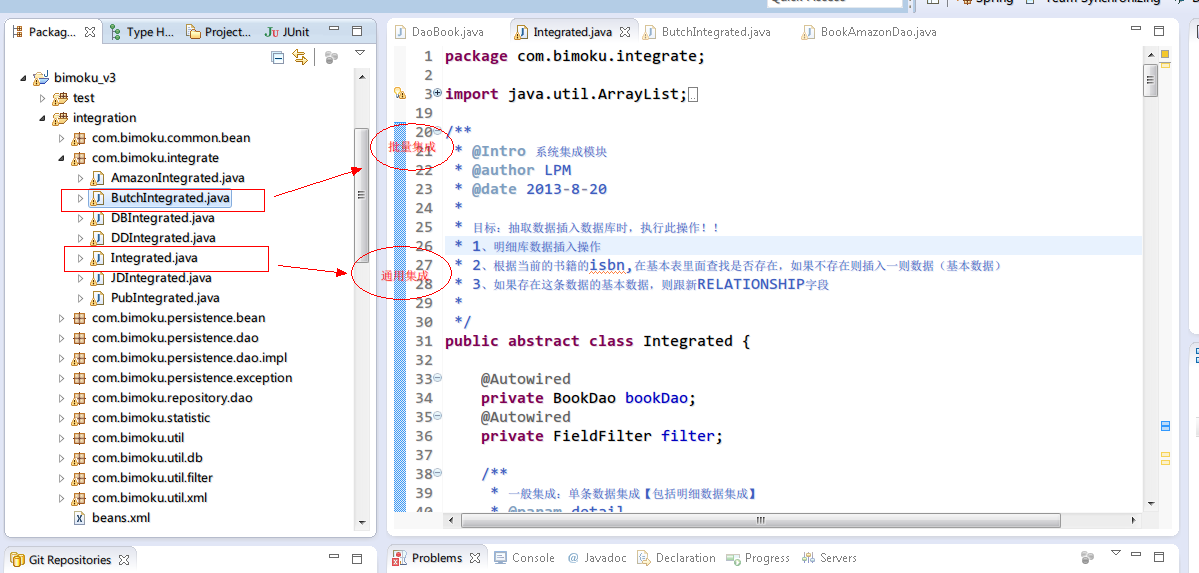 Quick Access
Spring
Team Synchronizing
Packag...
Type H...
Project...
JUnit
bimoku_v3
test
integration
com.bimoku.common.bean
com.bimoku.integrate
AmazonIntegrated.java
ButchIntegrated.java
DBIntegrated.java
DDIntegrated.java
Integrated.java
JDIntegrated.java
PubIntegrated.java
com.bimoku.persistence.bean
com.bimoku.persistence.dao
com.bimoku.persistence.dao.impl
com.bimoku.persistence.exception
com.bimoku.repository.dao
com.bimoku.statistic
com.bimoku.util
com.bimoku.util.db
com.bimoku.util.filter
com.bimoku.util.xml
beans.xml
Git Repositories
DaoBook.java
Integrated.java
ButchIntegrated.java
BookAmazonDao.java
1 package com.bimoku.integrate;
2
3 import java.util.ArrayList;
19
20 /**
批量集成
21 * @Intro 系统集成模块
22 * @author LPM
23 * @date 2013-8-20
24 *
25 * 目标: 抽取数据插入数据库时，执行此操作！！
26 * 1、明细库数据插入操作
27 * 2、根据当前的书籍的isbn,在基本表里面查找是否存在，如果不存在则插入一则数据（基本数据）
通用集成
28 * 3、如果存在这条数据的基本数据，则跟新RELATIONSHIP字段
29 *
30 */
31 public abstract class Integrated {
32
33 @Autowired
34 private BookDao bookDao;
35 @Autowired
36 private FieldFilter filter;
37
38 /**
39 * 一般集成: 单条数据集成【包括明细数据集成】
40 * @param detail
Problems
Console
Javadoc
Declaration
Progress
Servers